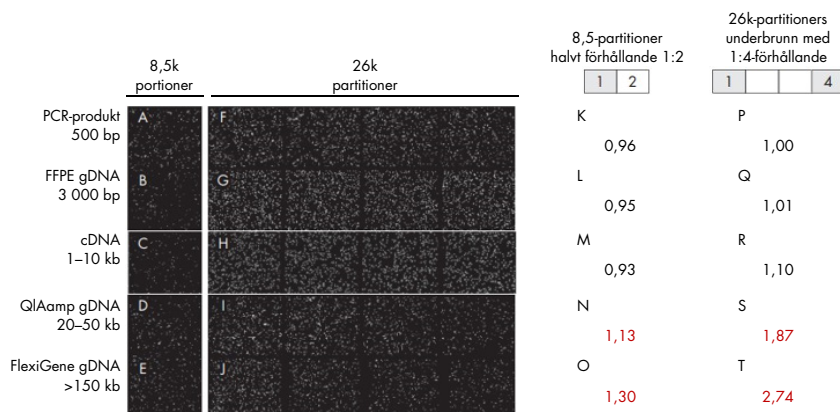 8,5k
portioner
26k
partitioner
8,5-partitioner
halvt förhållande 1:2
1 2
26k-partitioners
underbrunn med
1:4-förhållande
1 4
PCR-produkt
500 bp
A F K P
0,96 1,00
FFPE gDNA
3 000 bp
B G L Q
0,95 1,01
cDNA
1–10 kb
C H M R
0,93 1,10
QIAamp gDNA
20–50 kb
D I N S
1,13 1,87
FlexiGene gDNA
>150 kb
E J O T
1,30 2,74